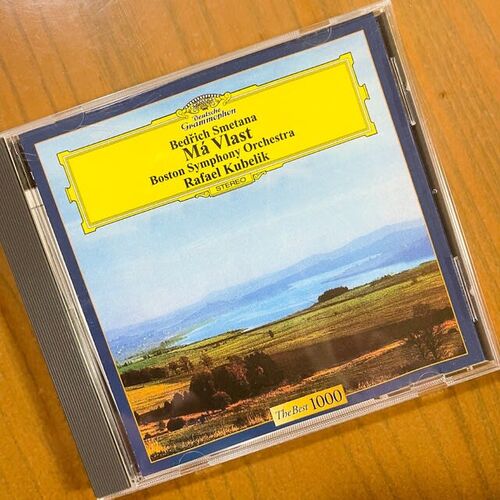 Deutsche
Grammophon
Bedřich Smetana
Má Vlast
Boston Symphony Orchestra
Rafael Kubelik
STEREO
The Best 1000